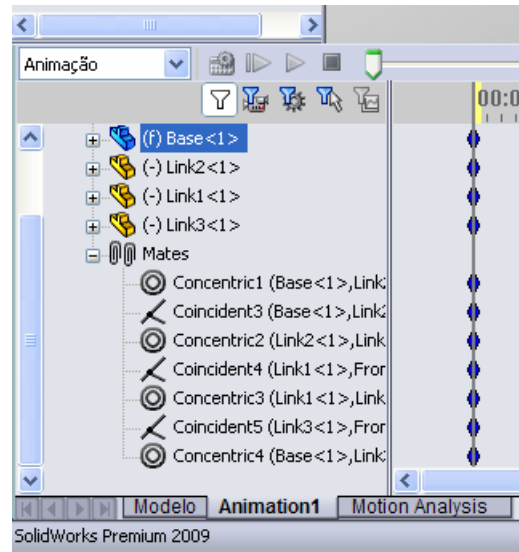 Animação
00:0
(f) Base<1>
(-) Link2<1>
(-) Link1<1>
(-) Link3<1>
Mates
Concentric1 (Base<1>,Link
Coincident3 (Base<1>,Link2
Concentric2 (Link2<1>,Link
Coincident4 (Link1<1>,Fror
Concentric3 (Link1<1>,Link
Coincident5 (Link3<1>,Fror
Concentric4 (Base<1>,Link
Modelo Animation1 Motion Analysis
SolidWorks Premium 2009